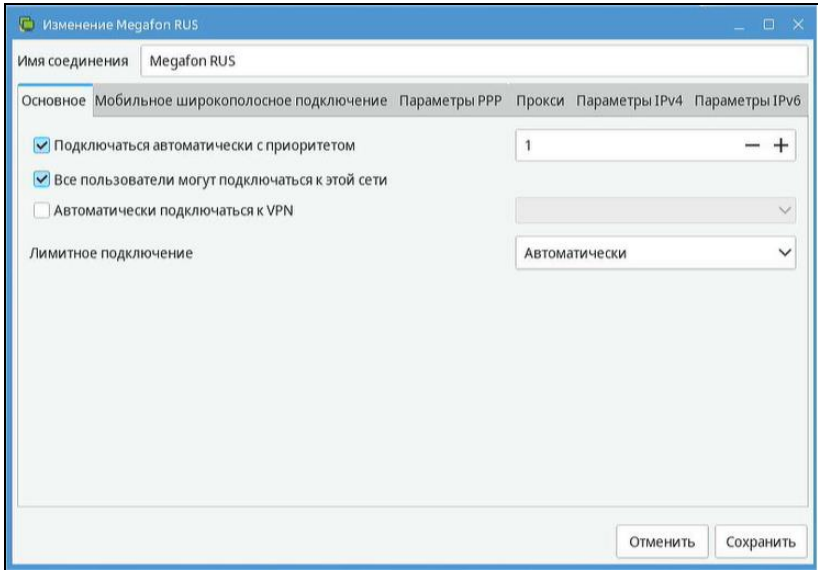 Изменение Megafon RUS
Имя соединения Megafon RUS
Основное Мобильное широкополосное подключение Параметры PPP Прокси Параметры IPv4 Параметры IPv6
Подключаться автоматически с приоритетом 1
Все пользователи могут подключаться к этой сети
Автоматически подключаться к VPN
Лимитное подключение Автоматически
Отменить Сохранить